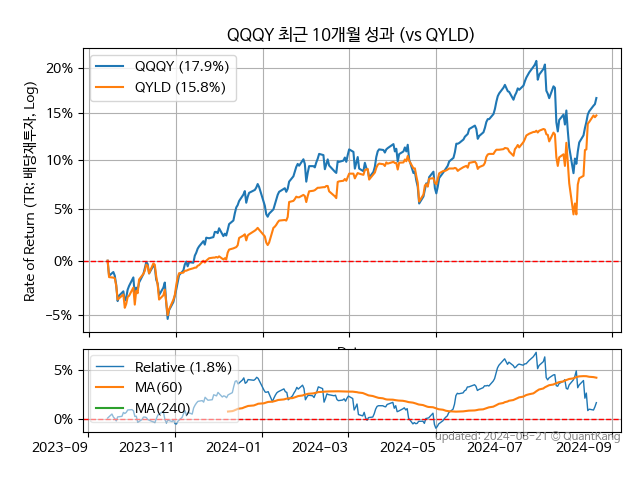 QQQY 최근 10개월 성과 (vs QYLD)
Rate of Return (TR: 배당재투자, Log)
20%
15%
10%
5%
0%
−5%
QQQY (17.9%)
QYLD (15.8%)
5%
0%
Relative (1.8%)
MA(60)
MA(240)
2023-09
2023-11
2024-01
2024-03
2024-05
2024-07
2024-09
updated: 2024-08-21 © QuantKang